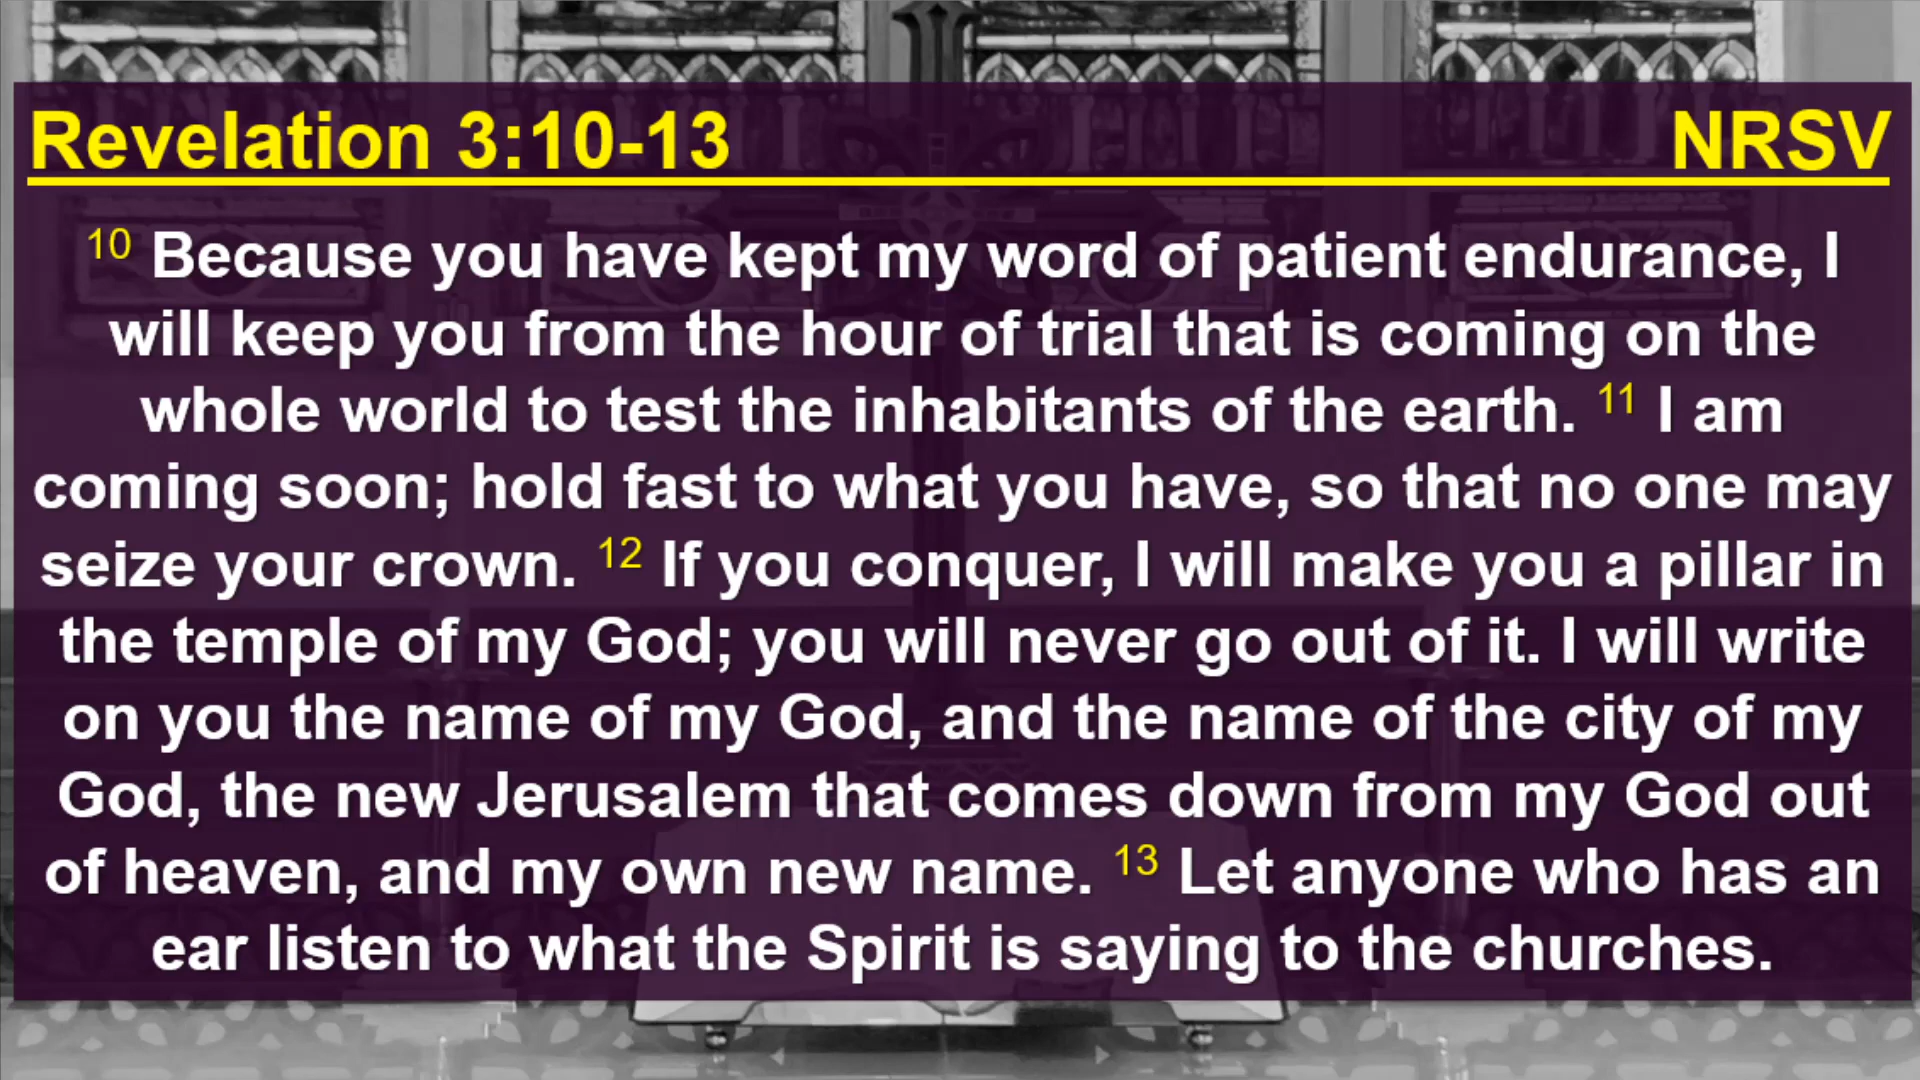 Revelation 3:10-13 NRSV
10 Because you have kept my word of patient endurance, I
will keep you from the hour of trial that is coming on the
whole world to test the inhabitants of the earth. 11 I am
coming soon; hold fast to what you have, so that no one may
seize your crown. 12 If you conquer, I will make you a pillar in
the temple of my God; you will never go out of it. I will write
on you the name of my God, and the name of the city of my
God, the new Jerusalem that comes down from my God out
of heaven, and my own new name. 13 Let anyone who has an
ear listen to what the Spirit is saying to the churches.